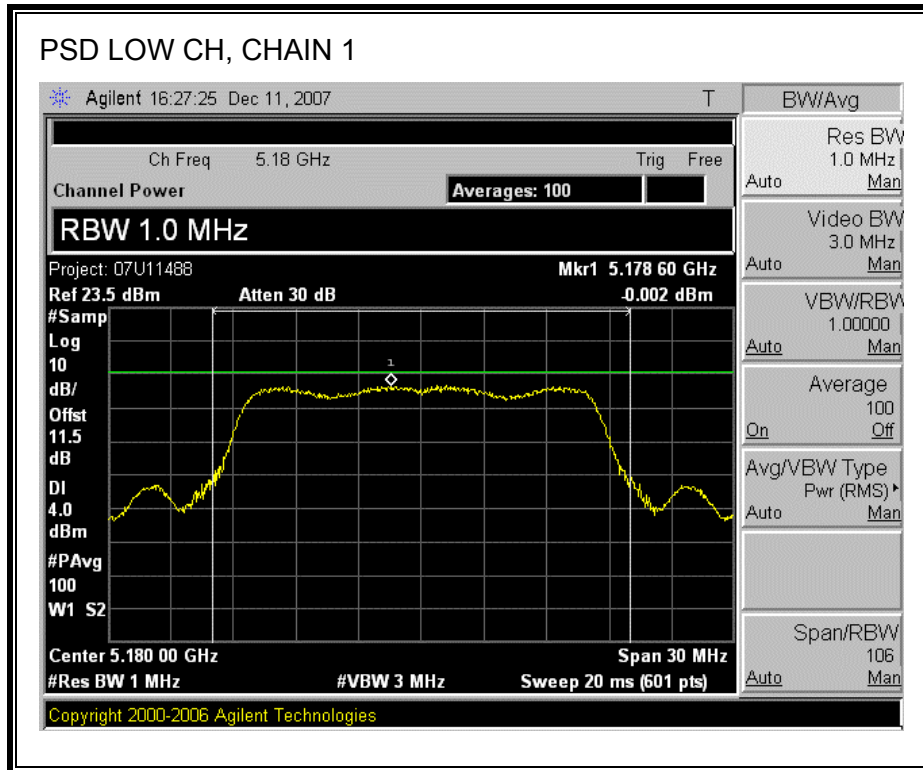 PSD LOW CH, CHAIN 1
Agilent 16:27:25 Dec 11, 2007 T
BW/Avg
Ch Freq 5.18 GHz Trig Free
Channel Power Averages: 100
RBW 1.0 MHz
Project: 07U11488 Mkr1 5.178 60 GHz
Ref 23.5 dBm Atten 30 dB -0.002 dBm
#Samp
Log
10
dB/
Offst
11.5
dB
DI
4.0
dBm
#PAvg
100
W1 S2
1
Center 5.180 00 GHz Span 30 MHz
#Res BW 1 MHz #VBW 3 MHz Sweep 20 ms (601 pts)
Copyright 2000-2006 Agilent Technologies
Res BW
1.0 MHz
Auto Man
Video BW
3.0 MHz
Auto Man
VBW/RBW
1.00000
Auto Man
Average
100
On Off
Avg/VBW Type
Pwr (RMS)
Auto Man
Span/RBW
106
Auto Man